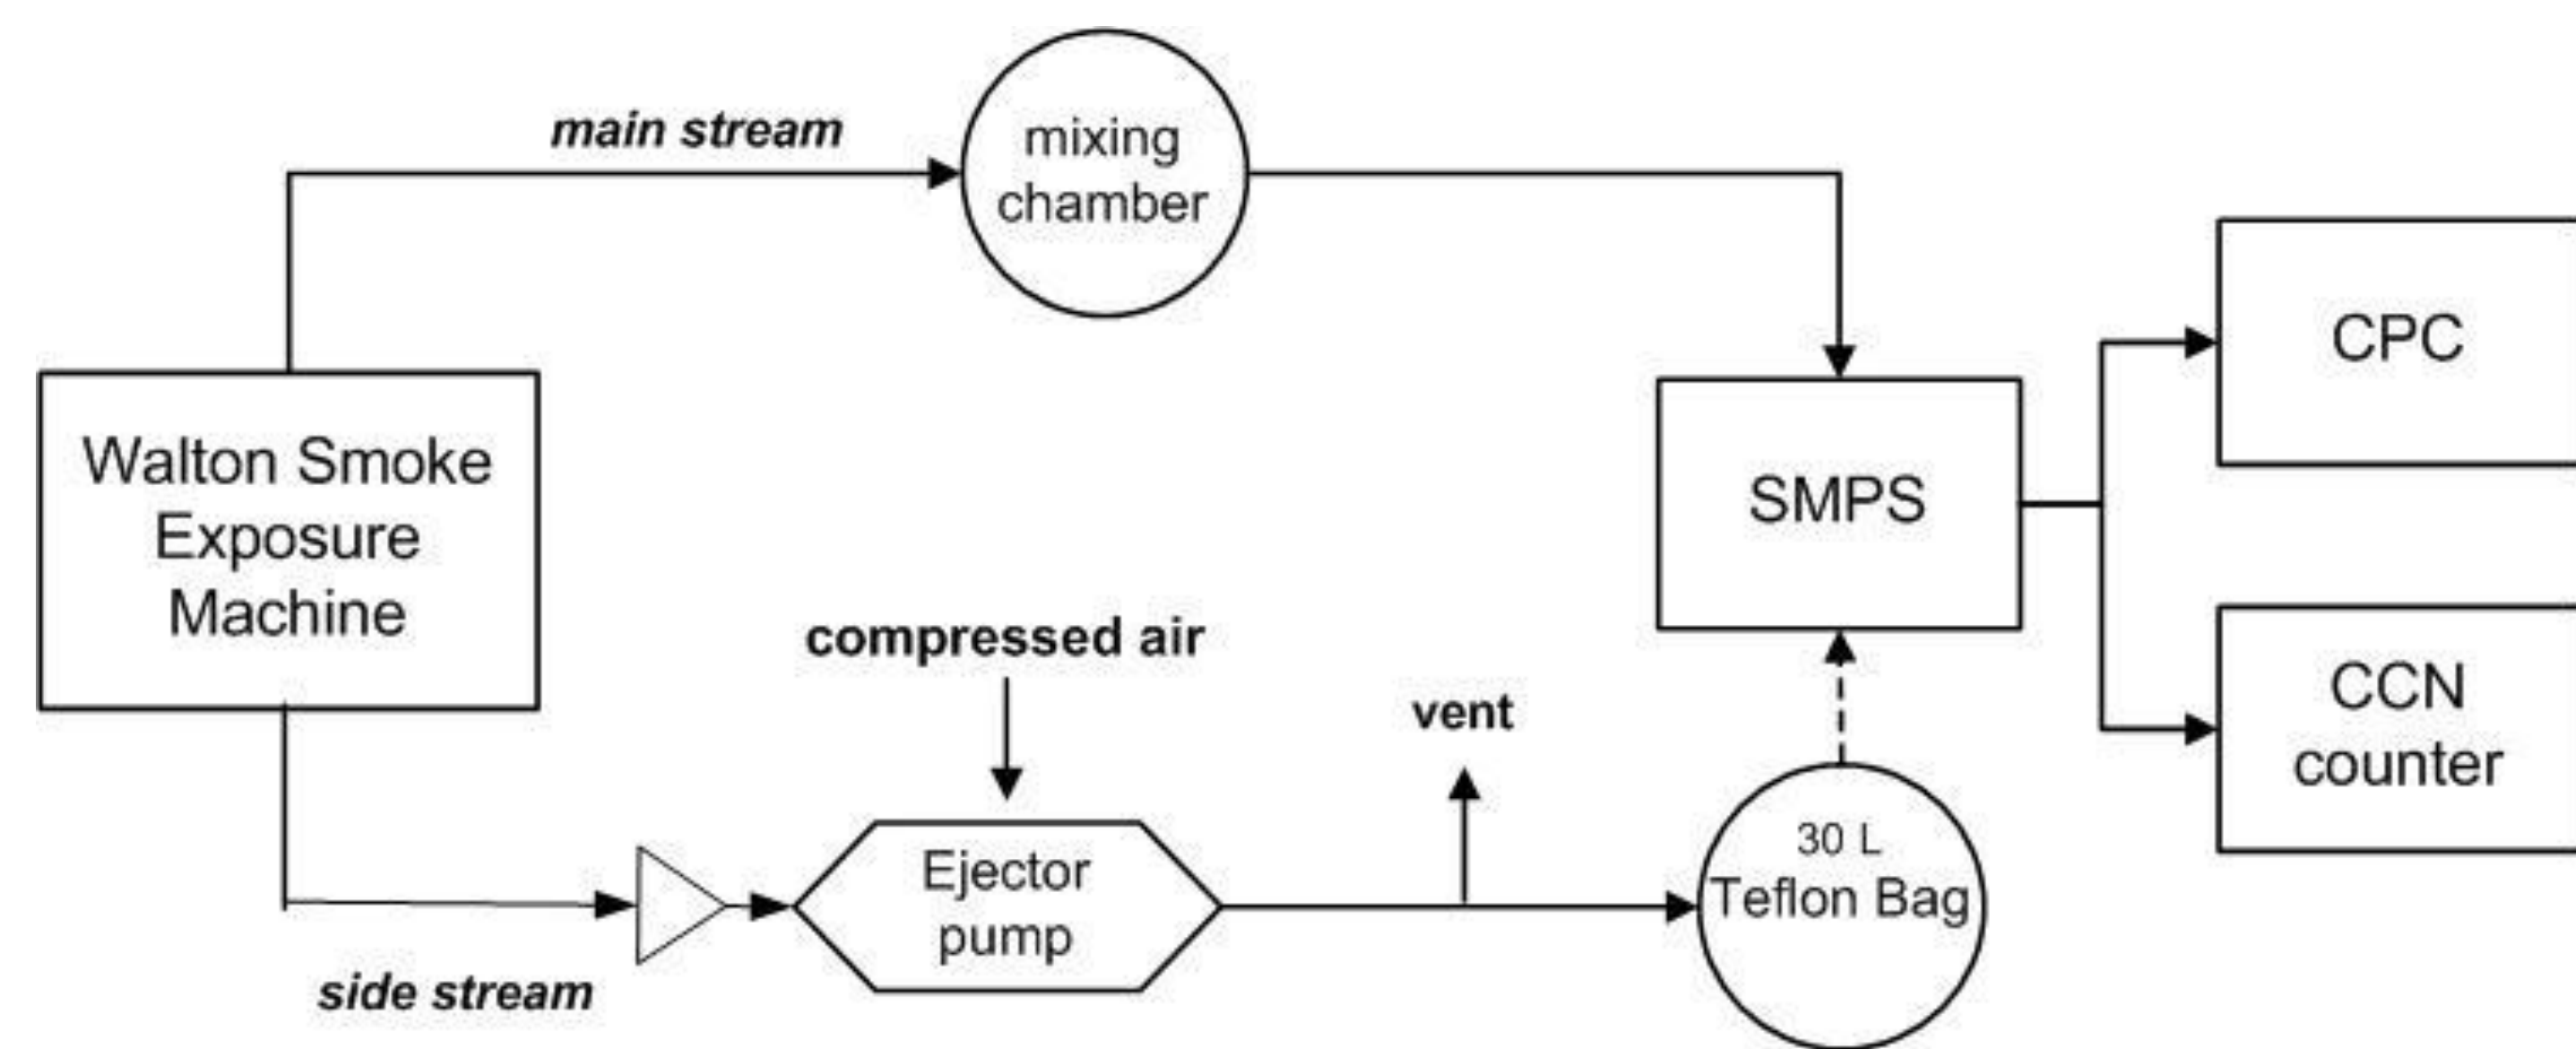 main stream
mixing
chamber
CPC
Walton Smoke
Exposure
Machine
SMPS
compressed air
vent
CCN
counter
30 L
Teflon Bag
Ejector
pump
side stream